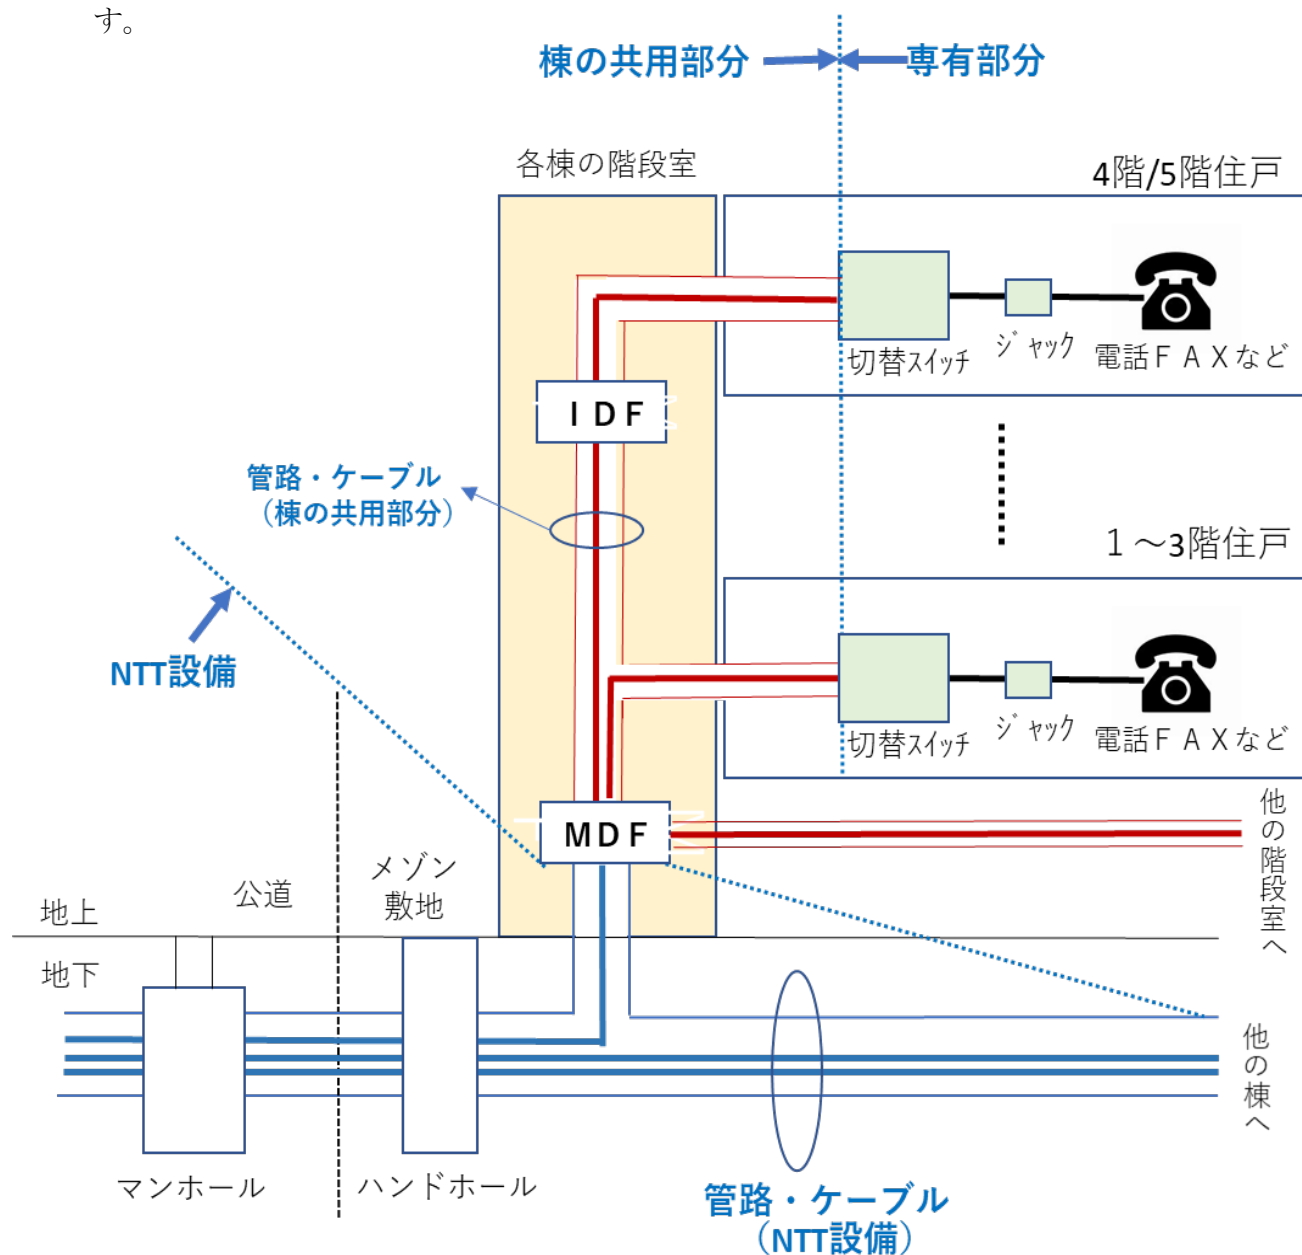 す。
棟の共用部分
専有部分
各棟の階段室
4階/5階住戸
切替スイッチ
ジャック
電話ＦＡＸなど
ＩＤＦ
管路・ケーブル
（棟の共用部分）
１～3階住戸
NTT設備
切替スイッチ
ジャック
電話ＦＡＸなど
ＭＤＦ
他の階段室へ
メゾン
敷地
公道
地上
地下
他の棟へ
マンホール
ハンドホール
管路・ケーブル
（NTT設備）